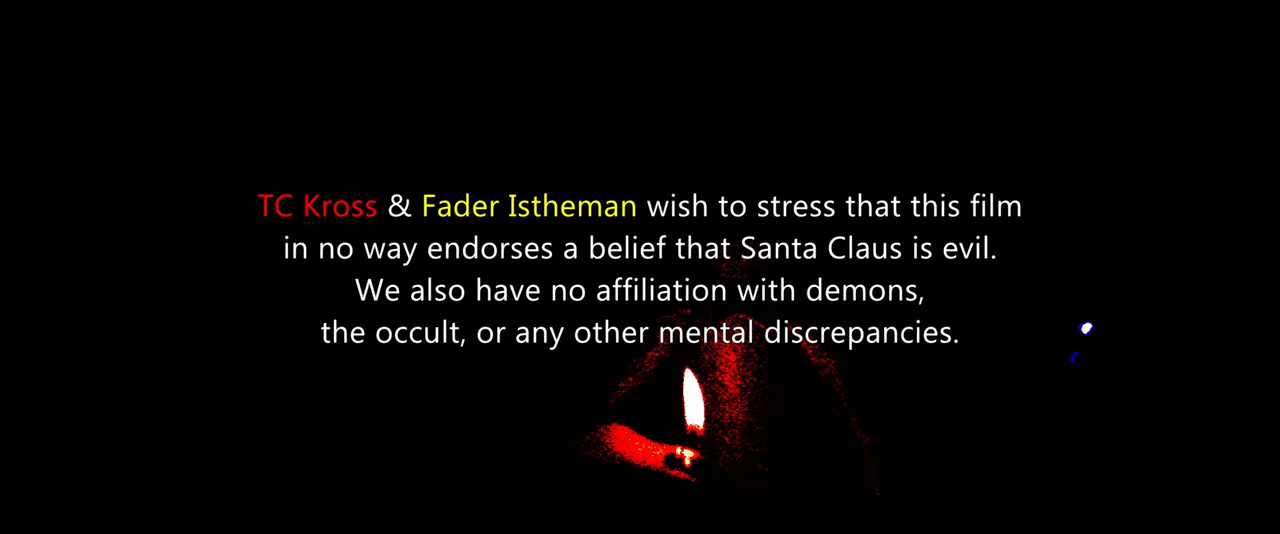 TC Kross & Fader Istheman wish to stress that this film
in no way endorses a belief that Santa Claus is evil.
We also have no affiliation with demons,
the occult, or any other mental discrepancies.